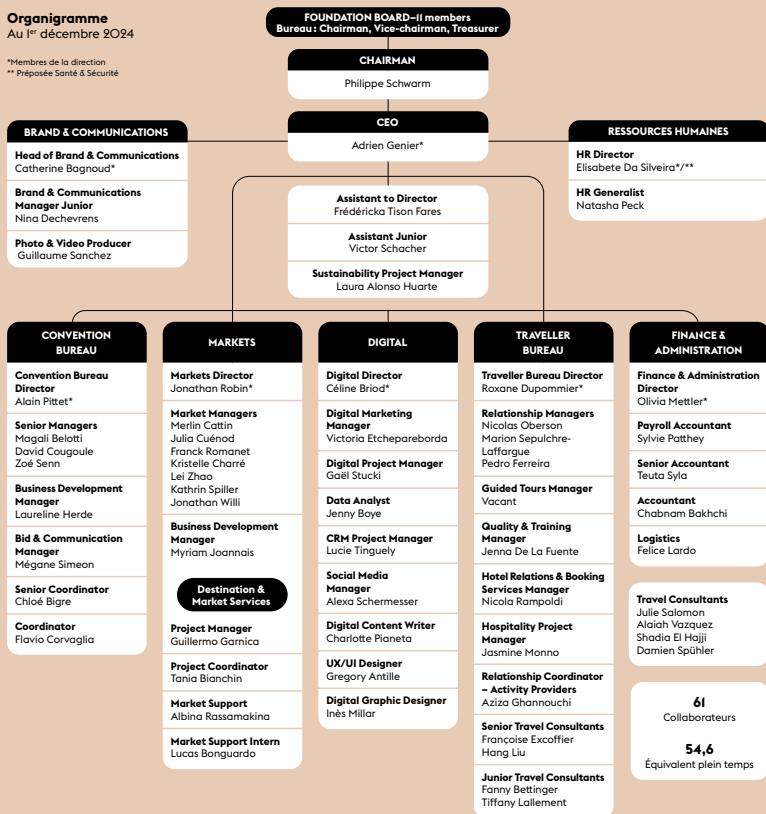 Organigramme
Au 1er décembre 2024
*Membres de la direction
** Préposée Santé & Sécurité
FOUNDATION BOARD–11 members
Bureau : Chairman, Vice-chairman, Treasurer
CHAIRMAN
Philippe Schwarm
CEO
Adrien Genier*
BRAND & COMMUNICATIONS
Head of Brand & Communications
Catherine Bagnoud*
Brand & Communications
Manager Junior
Nina Dechevrens
Photo & Video Producer
Guillaume Sanchez
RESSOURCES HUMAINES
HR Director
Elisabete Da Silveira*/**
HR Generalist
Natasha Peck
Assistant to Director
Frédéricka Tison Fares
Assistant Junior
Victor Schacher
Sustainability Project Manager
Laura Alonso Huarte
CONVENTION
BUREAU
Convention Bureau
Director
Alain Pittet*
Senior Managers
Magali Belotti
David Cougoule
Zoé Senn
Business Development
Manager
Laureline Herde
Bid & Communication
Manager
Mégane Simeon
Senior Coordinator
Chloé Bigre
Coordinator
Flavio Corvaglia
MARKETS
Markets Director
Jonathan Robin*
Market Managers
Merlin Cattin
Julia Cuénod
Franck Romanet
Kristelle Charré
Lei Zhao
Kathrin Spiller
Jonathan Willi
Business Development
Manager
Myriam Joannais
Destination &
Market Services
Project Manager
Guillermo Garnica
Project Coordinator
Tania Bianchin
Market Support
Albina Rassamakina
Market Support Intern
Lucas Bonguardo
DIGITAL
Digital Director
Céline Briod*
Digital Marketing
Manager
Victoria Etchepareborda
Digital Project Manager
Gaël Stucki
Data Analyst
Jenny Boye
CRM Project Manager
Lucie Tinguely
Social Media
Manager
Alexa Schermesser
Digital Content Writer
Charlotte Pianeta
UX/UI Designer
Gregory Antille
Digital Graphic Designer
Inès Millar
TRAVELLER
BUREAU
Traveller Bureau Director
Roxane Dupommier*
Relationship Managers
Nicolas Oberson
Marion Sepulchre-
Laffargue
Pedro Ferreira
Guided Tours Manager
Vacant
Quality & Training
Manager
Jenna De La Fuente
Hotel Relations & Booking
Services Manager
Nicola Rampoldi
Hospitality Project
Manager
Jasmine Monno
Relationship Coordinator
– Activity Providers
Aziza Ghannouchi
Senior Travel Consultants
Françoise Excoffier
Hang Liu
Junior Travel Consultants
Fanny Bettinger
Tiffany Lallement
FINANCE &
ADMINISTRATION
Finance & Administration
Director
Olivia Mettler*
Payroll Accountant
Sylvie Patthey
Senior Accountant
Teuta Syla
Accountant
Chabnam Bakhchi
Logistics
Felice Lardo
Travel Consultants
Julie Salomon
Alaiah Vazquez
Shadia El Hajji
Damien Spühler
61
Collaborateurs
54,6
Équivalent plein temps